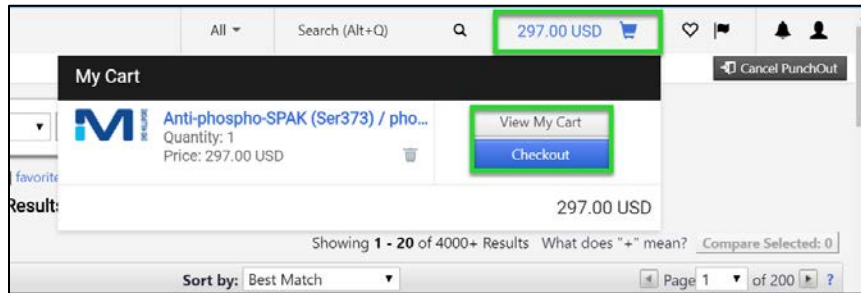 All Search (Alt+Q) 297.00 USD
My Cart
Cancel PunchOut
Anti-phospho-SPAK (Ser373) / pho...
Quantity: 1
Price: 297.00 USD
View My Cart
Checkout
favorite
Result
297.00 USD
Showing 1 - 20 of 4000+ Results What does "+" mean? Compare Selected: 0
Sort by: Best Match Page 1 of 200 ?